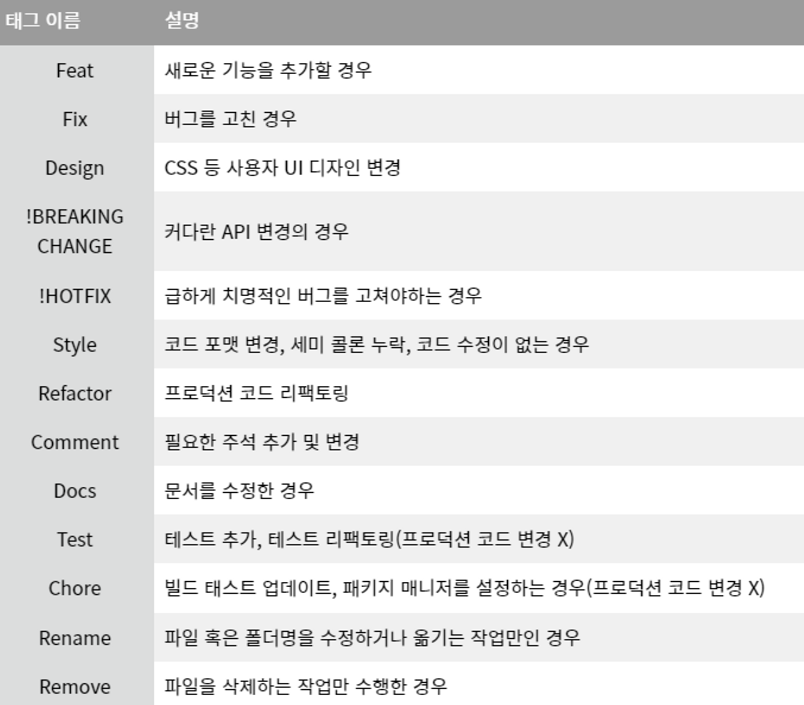 태그 이름 설명
Feat 새로운 기능을 추가할 경우
Fix 버그를 고친 경우
Design CSS 등 사용자 UI 디자인 변경
!BREAKING
CHANGE 커다란 API 변경의 경우
!HOTFIX 급하게 치명적인 버그를 고쳐야하는 경우
Style 코드 포맷 변경, 세미 콜론 누락, 코드 수정이 없는 경우
Refactor 프로덕션 코드 리팩토링
Comment 필요한 주석 추가 및 변경
Docs 문서를 수정한 경우
Test 테스트 추가, 테스트 리팩토링(프로덕션 코드 변경 X)
Chore 빌드 태스트 업데이트, 패키지 매니저를 설정하는 경우(프로덕션 코드 변경 X)
Rename 파일 혹은 폴더명을 수정하거나 옮기는 작업만인 경우
Remove 파일을 삭제하는 작업만 수행한 경우